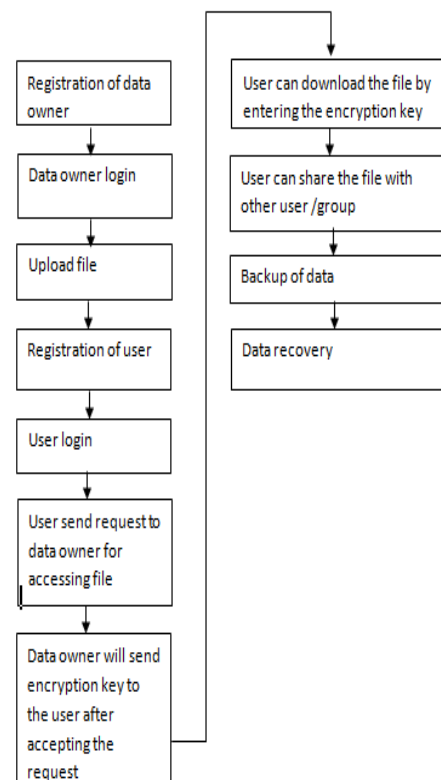 Registration of data
owner
Data owner login
Upload file
Registration of user
User login
User send request to
data owner for
accessing file
Data owner will send
encryption key to
the user after
accepting the
request
User can download the file by
entering the encryption key
User can share the file with
other user /group
Backup of data
Data recovery